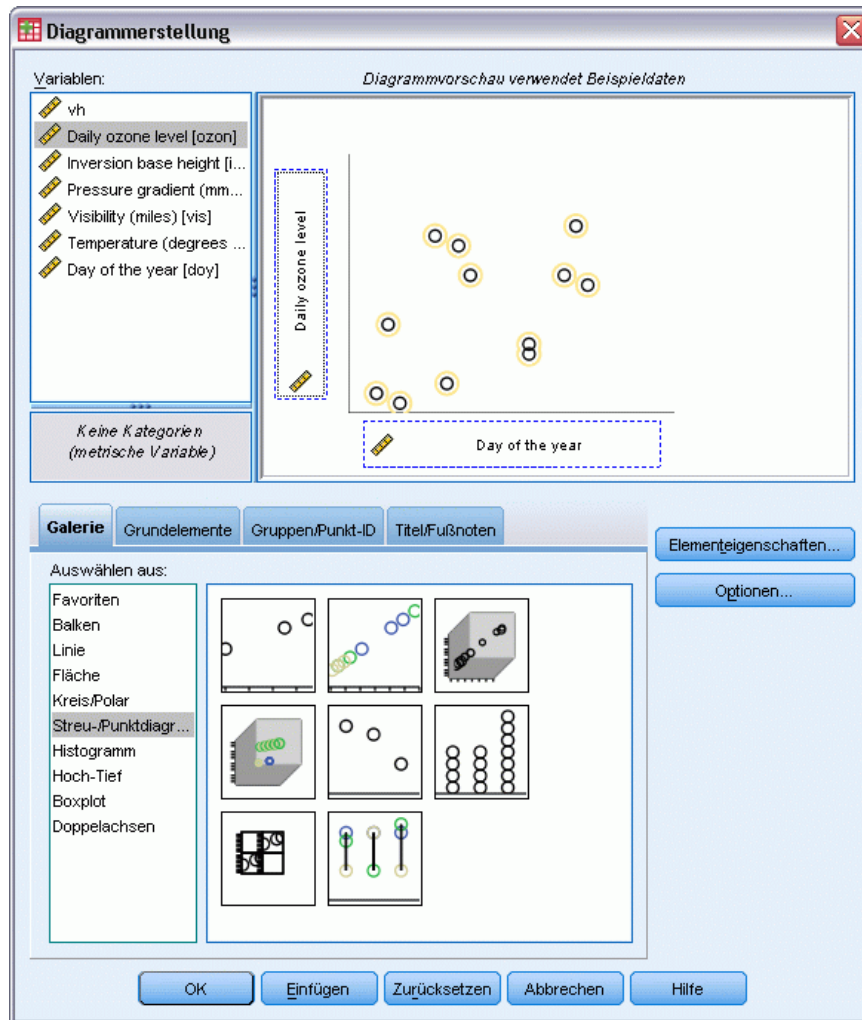 Diagrammerstellung
Variablen:
Diagrammvorschau verwendet Beispieldaten
vh
Daily ozone level [ozon]
Inversion base height [i...
Pressure gradient (mm...
Visibility (miles) [vis]
Temperature (degrees ...
Day of the year [doy]
Keine Kategorien
(metrische Variable)
Daily ozone level
Day of the year
Galerie
Grundelemente
Gruppen/Punkt-ID
Titel/Fußnoten
Auswählen aus:
Favoriten
Balken
Linie
Fläche
Kreis/Polar
Streu-/Punktdiagr...
Histogramm
Hoch-Tief
Boxplot
Doppelachsen
Elementeigenschaften...
Optionen...
OK
Einfügen
Zurücksetzen
Abbrechen
Hilfe